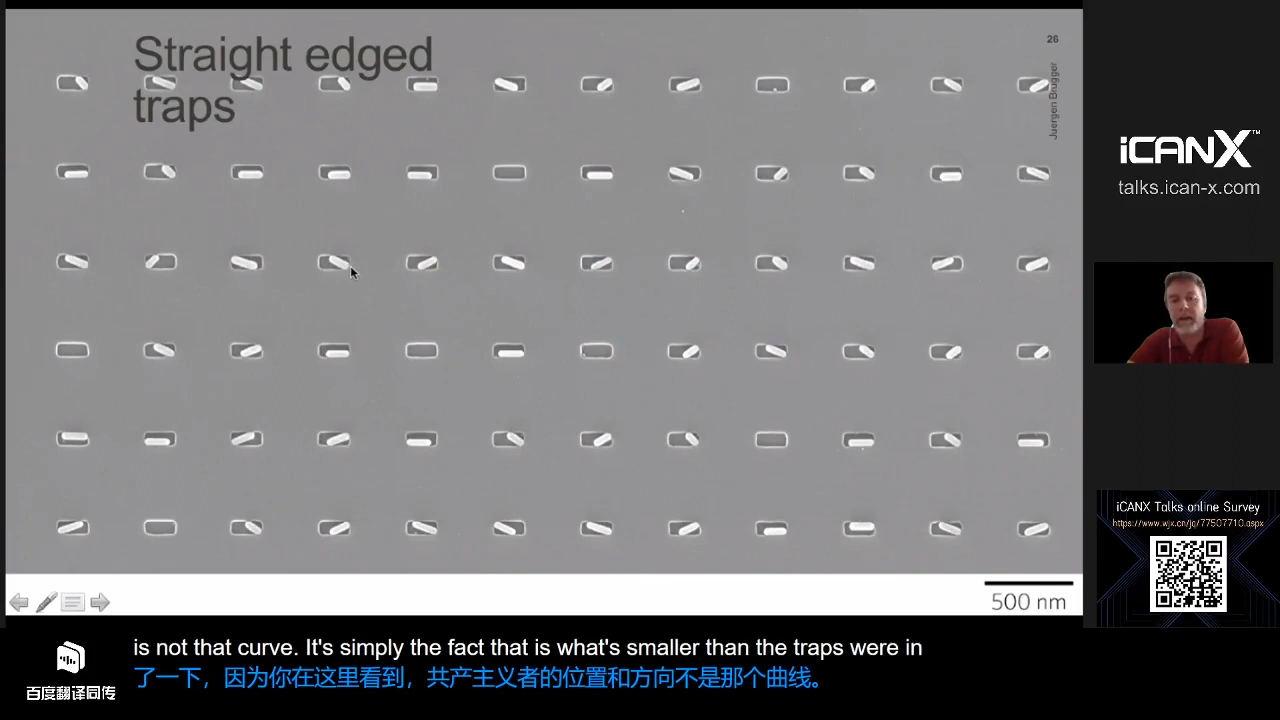 Straight edged
traps
26
Juergen Brugger
500 nm
iCANX™
talks.ican-x.com
iCANX Talks online Survey
https://www.wjx.cn/jq/77507710.aspx
is not that curve. It's simply the fact that is what's smaller than the traps were in
了一下，因为你在这里看到，共产主义者的位置和方向不是那个曲线。
百度翻译同传